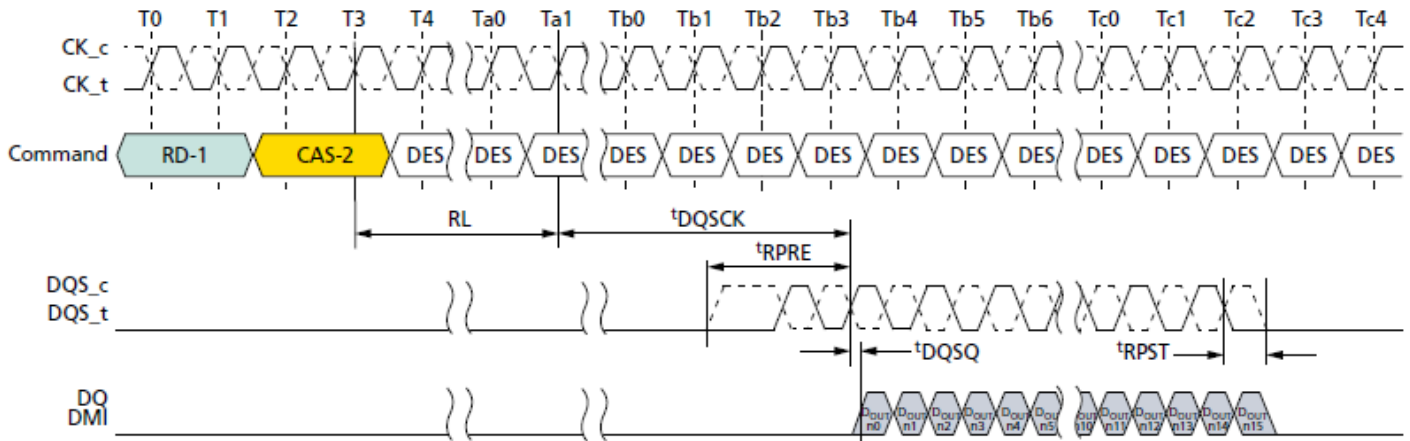 T0 T1 T2 T3 T4 Ta0 Ta1 Tb0 Tb1 Tb2 Tb3 Tb4 Tb5 Tb6 Tc0 Tc1 Tc2 Tc3 Tc4
CK_c
CK_t
Command RD-1 CAS-2 DES DES DES DES DES DES DES DES DES DES DES DES DES DES DES
RL tDQSCK
tRPRE
DQS_c
DQS_t
tDQSQ tRPST
DQ
DMI
DOUT DOUT DOUT DOUT DOUT DOUT DOUT DOUT DOUT DOUT DOUT DOUT
n0 n1 n2 n3 n4 n5 n10 n11 n12 n13 n14 n15